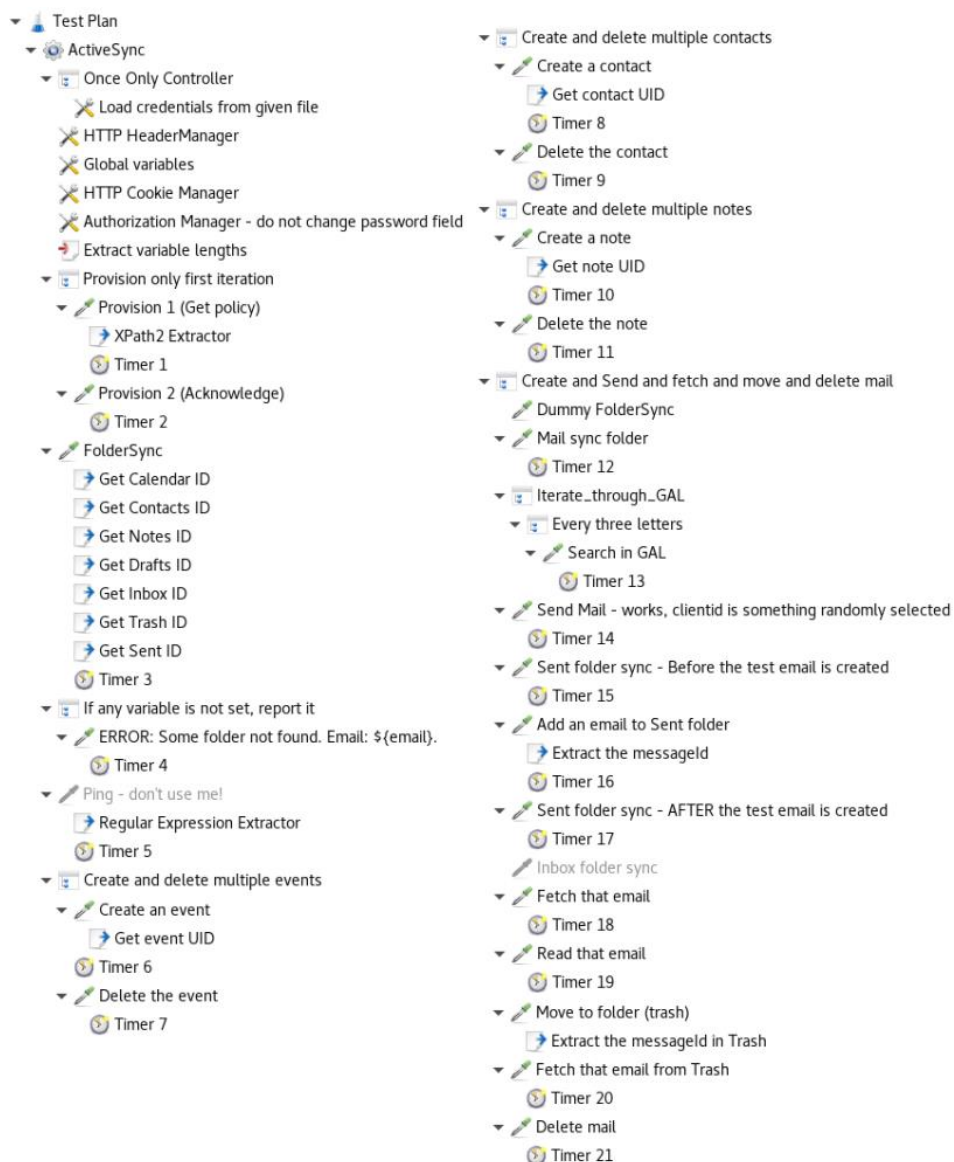 Test Plan
ActiveSync
Once Only Controller
Load credentials from given file
HTTP HeaderManager
Global variables
HTTP Cookie Manager
Authorization Manager - do not change password field
Extract variable lengths
Provision only first iteration
Provision 1 (Get policy)
XPath2 Extractor
Timer 1
Provision 2 (Acknowledge)
Timer 2
FolderSync
Get Calendar ID
Get Contacts ID
Get Notes ID
Get Drafts ID
Get Inbox ID
Get Trash ID
Get Sent ID
Timer 3
If any variable is not set, report it
ERROR: Some folder not found. Email: ${email}.
Timer 4
Ping - don't use me!
Regular Expression Extractor
Timer 5
Create and delete multiple events
Create an event
Get event UID
Timer 6
Delete the event
Timer 7
Create and delete multiple contacts
Create a contact
Get contact UID
Timer 8
Delete the contact
Timer 9
Create and delete multiple notes
Create a note
Get note UID
Timer 10
Delete the note
Timer 11
Create and Send and fetch and move and delete mail
Dummy FolderSync
Mail sync folder
Timer 12
Iterate_through_GAL
Every three letters
Search in GAL
Timer 13
Send Mail - works, clientid is something randomly selected
Timer 14
Sent folder sync - Before the test email is created
Timer 15
Add an email to Sent folder
Extract the messageId
Timer 16
Sent folder sync - AFTER the test email is created
Timer 17
Inbox folder sync
Fetch that email
Timer 18
Read that email
Timer 19
Move to folder (trash)
Extract the messageId in Trash
Fetch that email from Trash
Timer 20
Delete mail
Timer 21